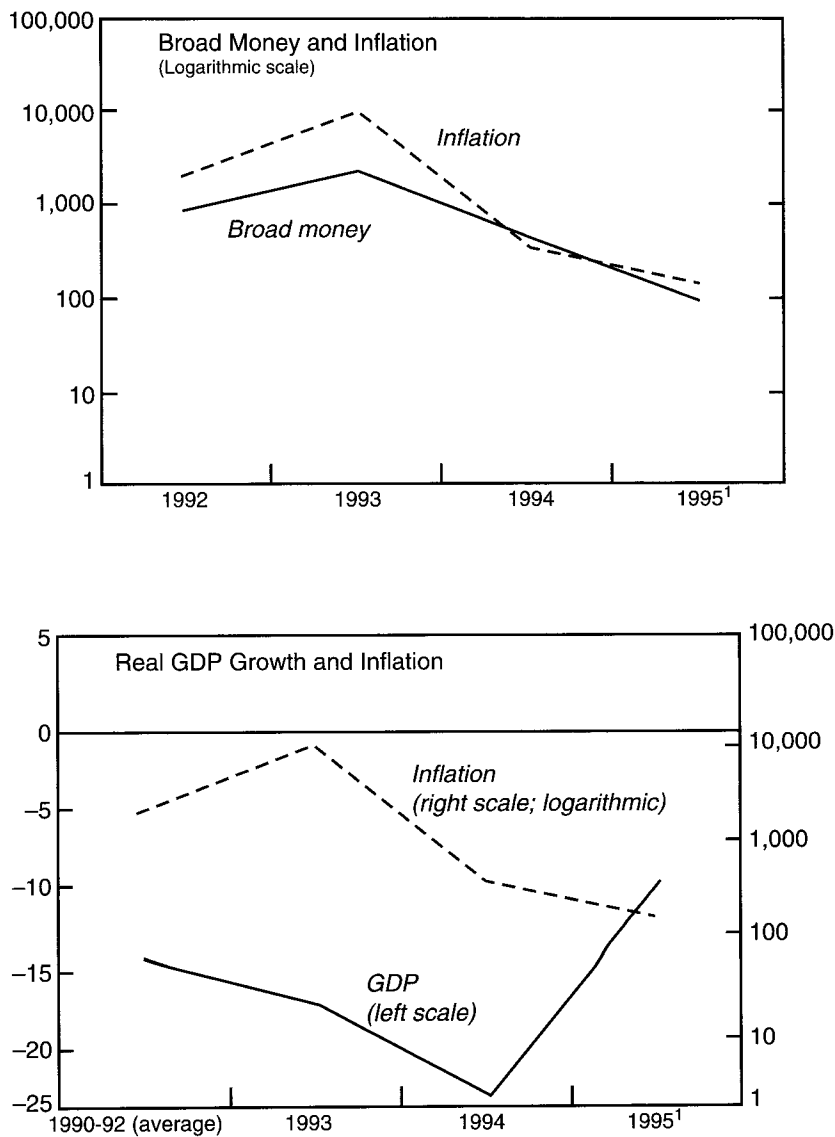 Broad Money and Inflation
(Logarithmic scale)
100,000
10,000
1,000
100
10
1
Inflation
Broad money
1992
1993
1994
1995¹
Real GDP Growth and Inflation
5
0
−5
−10
−15
−20
−25
100,000
10,000
1,000
100
10
1
Inflation
(right scale; logarithmic)
GDP
(left scale)
1990-92 (average)
1993
1994
1995¹